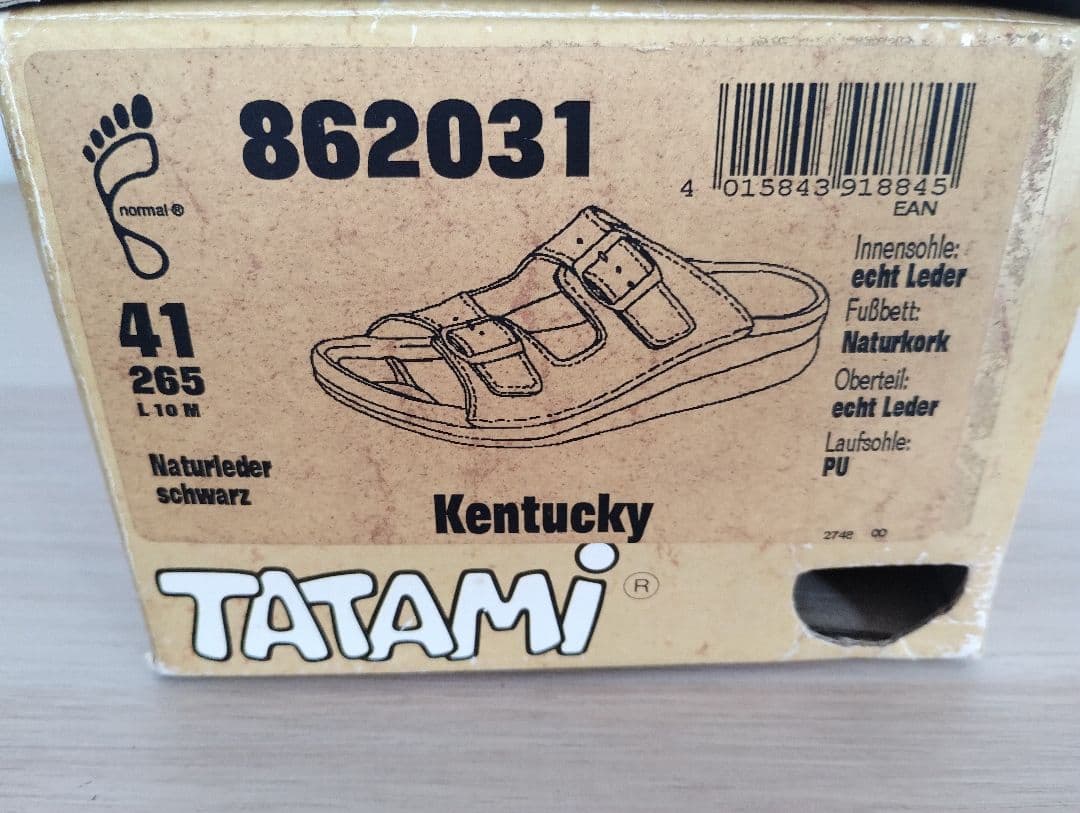 862031
4 015843 918845
EAN
normal®
41
265
L 10 M
Naturleder
schwarz
Innensohle:
echt Leder
Fußbett:
Naturkork
Oberteil:
echt Leder
Laufsohle:
PU
Kentucky
2748 00
TATAMi ®